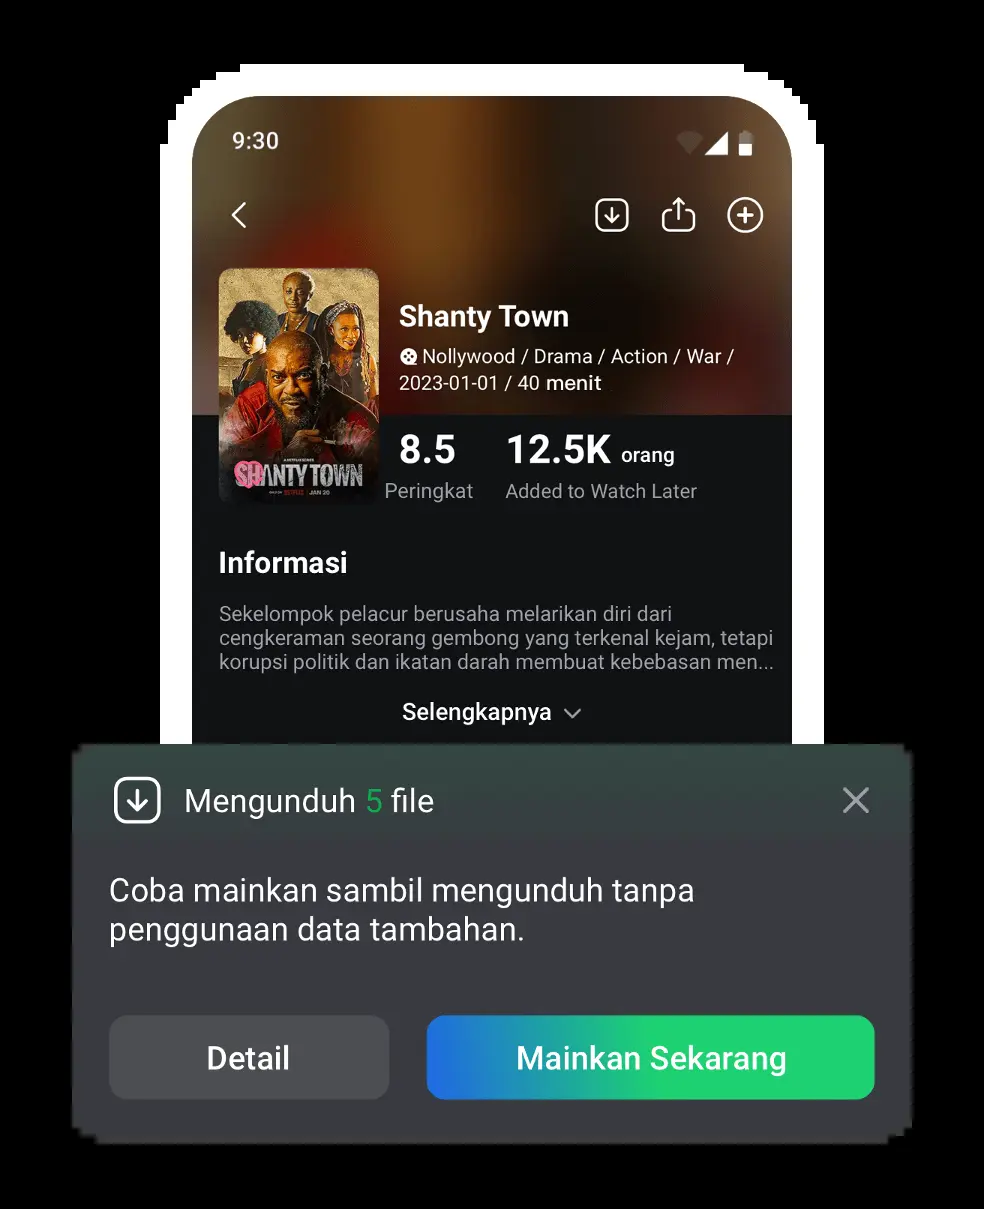 9:30
Shanty Town
Nollywood / Drama / Action / War /
2023-01-01 / 40 menit
A NETFLIX SERIES
SHANTY TOWN
NETFLIX JAN 20
8.5
12.5K orang
Peringkat
Added to Watch Later
Informasi
Sekelompok pelacur berusaha melarikan diri dari
cengkeraman seorang gembong yang terkenal kejam, tetapi
korupsi politik dan ikatan darah membuat kebebasan men...
Selengkapnya
Mengunduh 5 file
Coba mainkan sambil mengunduh tanpa
penggunaan data tambahan.
Detail
Mainkan Sekarang